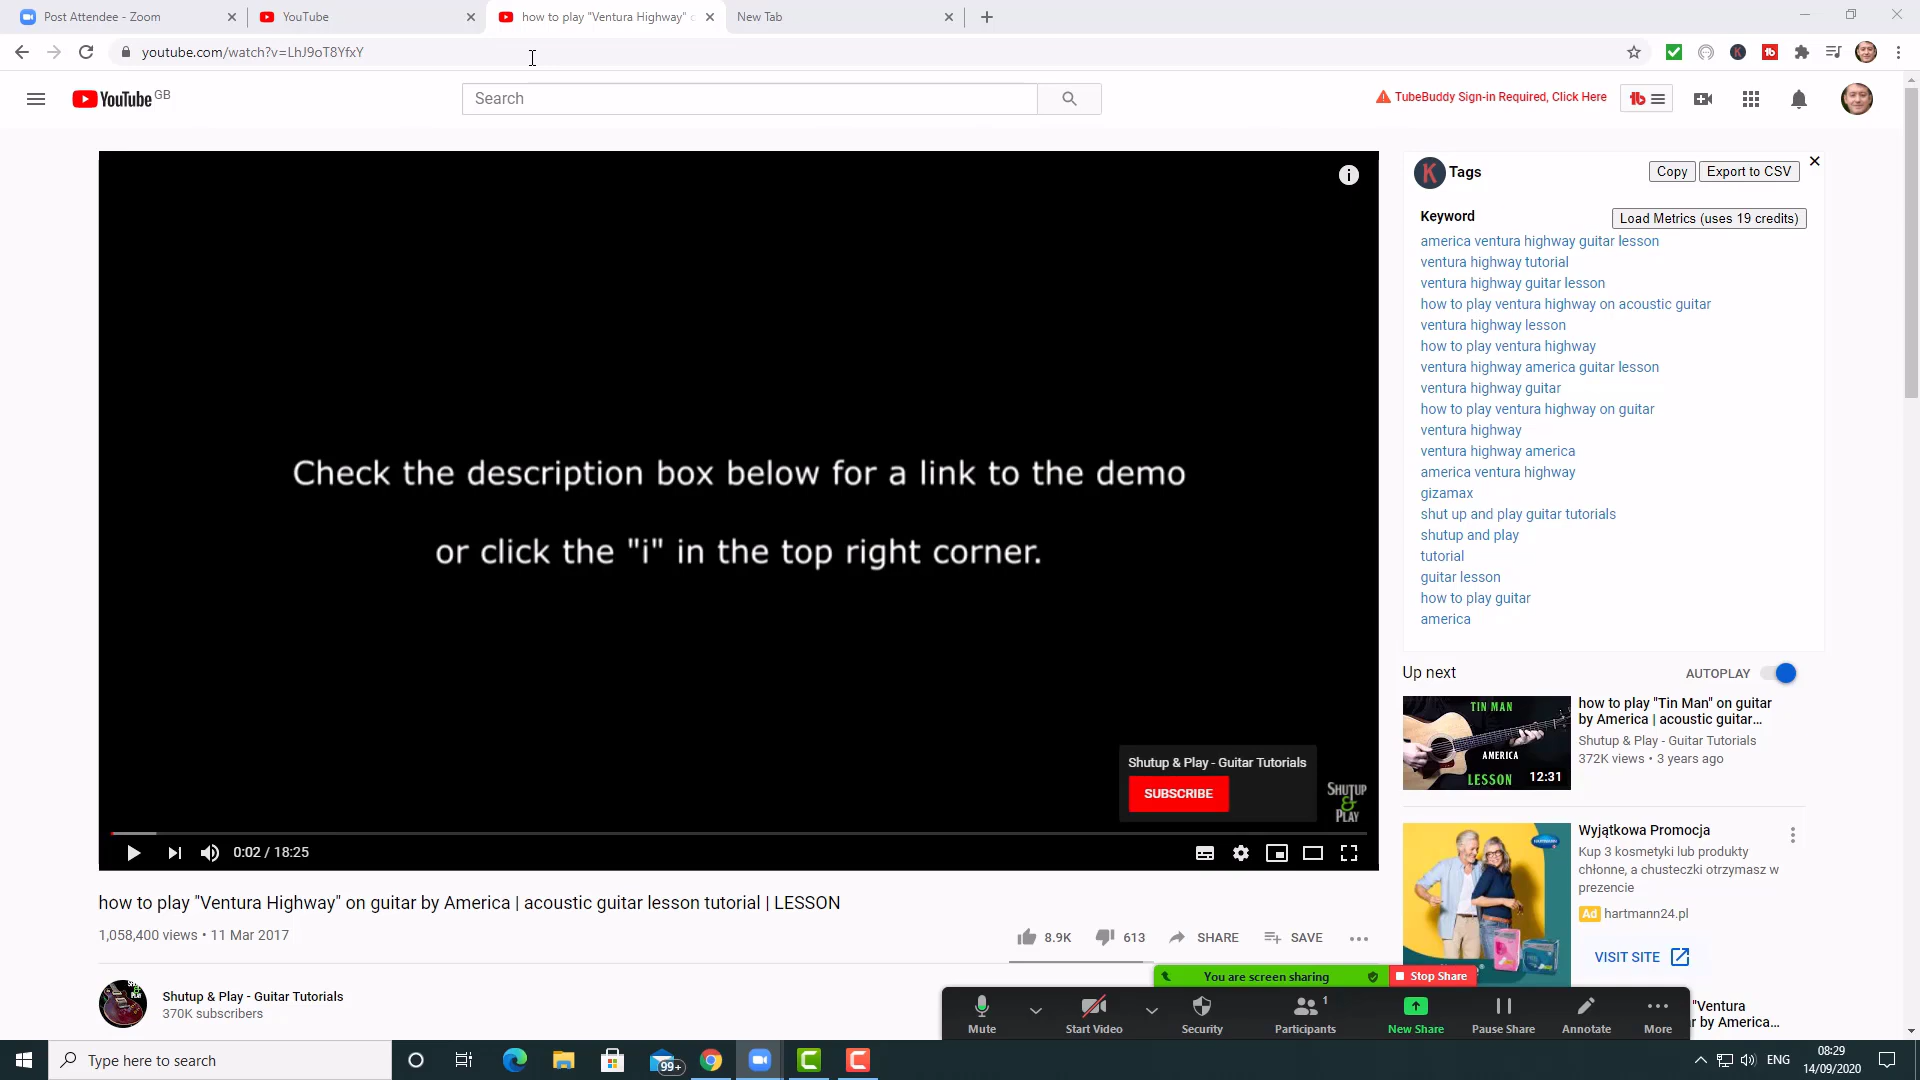 Post Attendee - Zoom
YouTube
how to play "Ventura Highway"
New Tab
youtube.com/watch?v=LhJ9oT8YfxY
YouTube GB
Search
TubeBuddy Sign-in Required, Click Here
Tags
Copy
Export to CSV
Keyword
Load Metrics (uses 19 credits)
america ventura highway guitar lesson
ventura highway tutorial
ventura highway guitar lesson
how to play ventura highway on acoustic guitar
ventura highway lesson
how to play ventura highway
ventura highway america guitar lesson
ventura highway guitar
how to play ventura highway on guitar
ventura highway
ventura highway america
america ventura highway
gizamax
shut up and play guitar tutorials
shutup and play
tutorial
guitar lesson
how to play guitar
america
Check the description box below for a link to the demo
or click the "i" in the top right corner.
Shutup & Play - Guitar Tutorials
SUBSCRIBE
SHUTUP
&
PLAY
0:02 / 18:25
how to play "Ventura Highway" on guitar by America | acoustic guitar lesson tutorial | LESSON
1,058,400 views • 11 Mar 2017
8.9K
613
SHARE
SAVE
Shutup & Play - Guitar Tutorials
370K subscribers
Up next
AUTOPLAY
TIN MAN
AMERICA
LESSON
12:31
how to play "Tin Man" on guitar
by America | acoustic guitar...
Shutup & Play - Guitar Tutorials
372K views • 3 years ago
Wyjątkowa Promocja
Kup 3 kosmetyki lub produkty
chłonne, a chusteczki otrzymasz w
prezencie
Ad hartmann24.pl
VISIT SITE
"Ventura
r by America...
You are screen sharing
Stop Share
Mute
Start Video
Security
Participants
1
New Share
Pause Share
Annotate
More
Type here to search
99+
ENG
08:29
14/09/2020